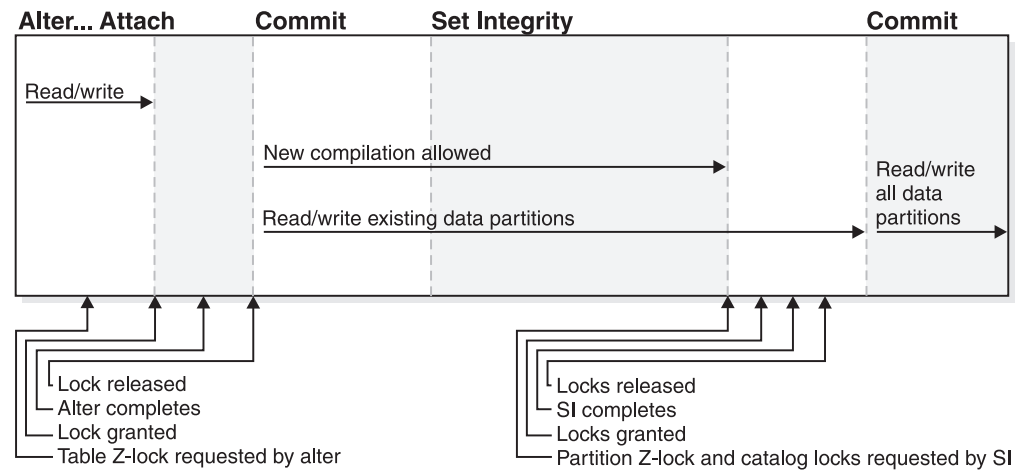 Alter... Attach
Commit
Set Integrity
Commit
Read/write
New compilation allowed
Read/write
all data
partitions
Read/write existing data partitions
Lock released
Alter completes
Lock granted
Table Z-lock requested by alter
Locks released
SI completes
Locks granted
Partition Z-lock and catalog locks requested by SI